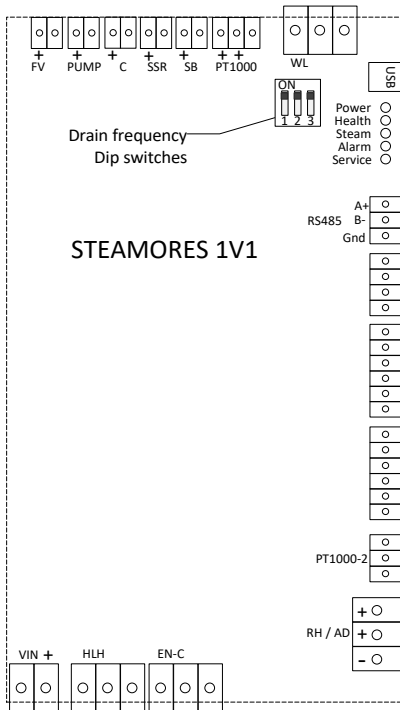 + + + + + + +
FV PUMP C SSR SB PT1000 WL
USB
ON
1 2 3
Drain frequency
Dip switches
Power
Health
Steam
Alarm
Service
A+
RS485 B-
Gnd
STEAMORES 1V1
PT1000-2
+
RH / AD +
-
VIN + HLH EN-C